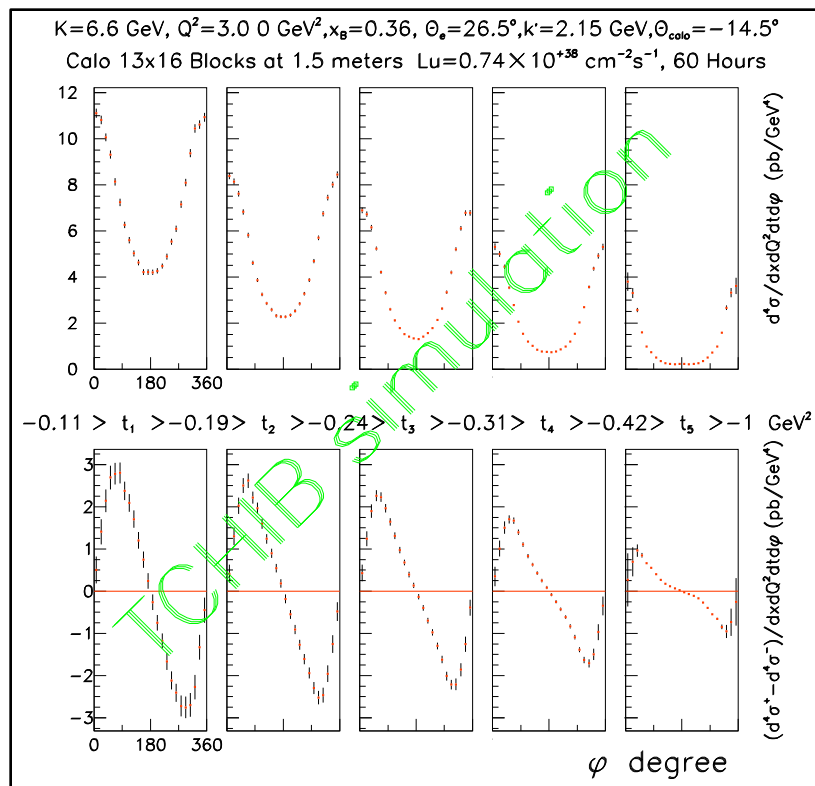 K=6.6 GeV, Q²=3.0 0 GeV²,x_B=0.36, Θ_e=26.5°,k'=2.15 GeV,Θ_calo=−14.5°
Calo 13x16 Blocks at 1.5 meters Lu=0.74×10⁺³⁸ cm⁻²s⁻¹, 60 Hours
12
10
8
6
4
2
0
0 180 360
d⁴σ/dxdQ²dtdφ (pb/GeV⁴)
−0.11 > t₁ >−0.19> t₂ >−0.24> t₃ >−0.31> t₄ >−0.42> t₅ >−1 GeV²
3
2
1
0
−1
−2
−3
0 180 360
(d⁴σ⁺−d⁴σ⁻)/dxdQ²dtdφ (pb/GeV⁴)
φ degree
TCHIB simulation